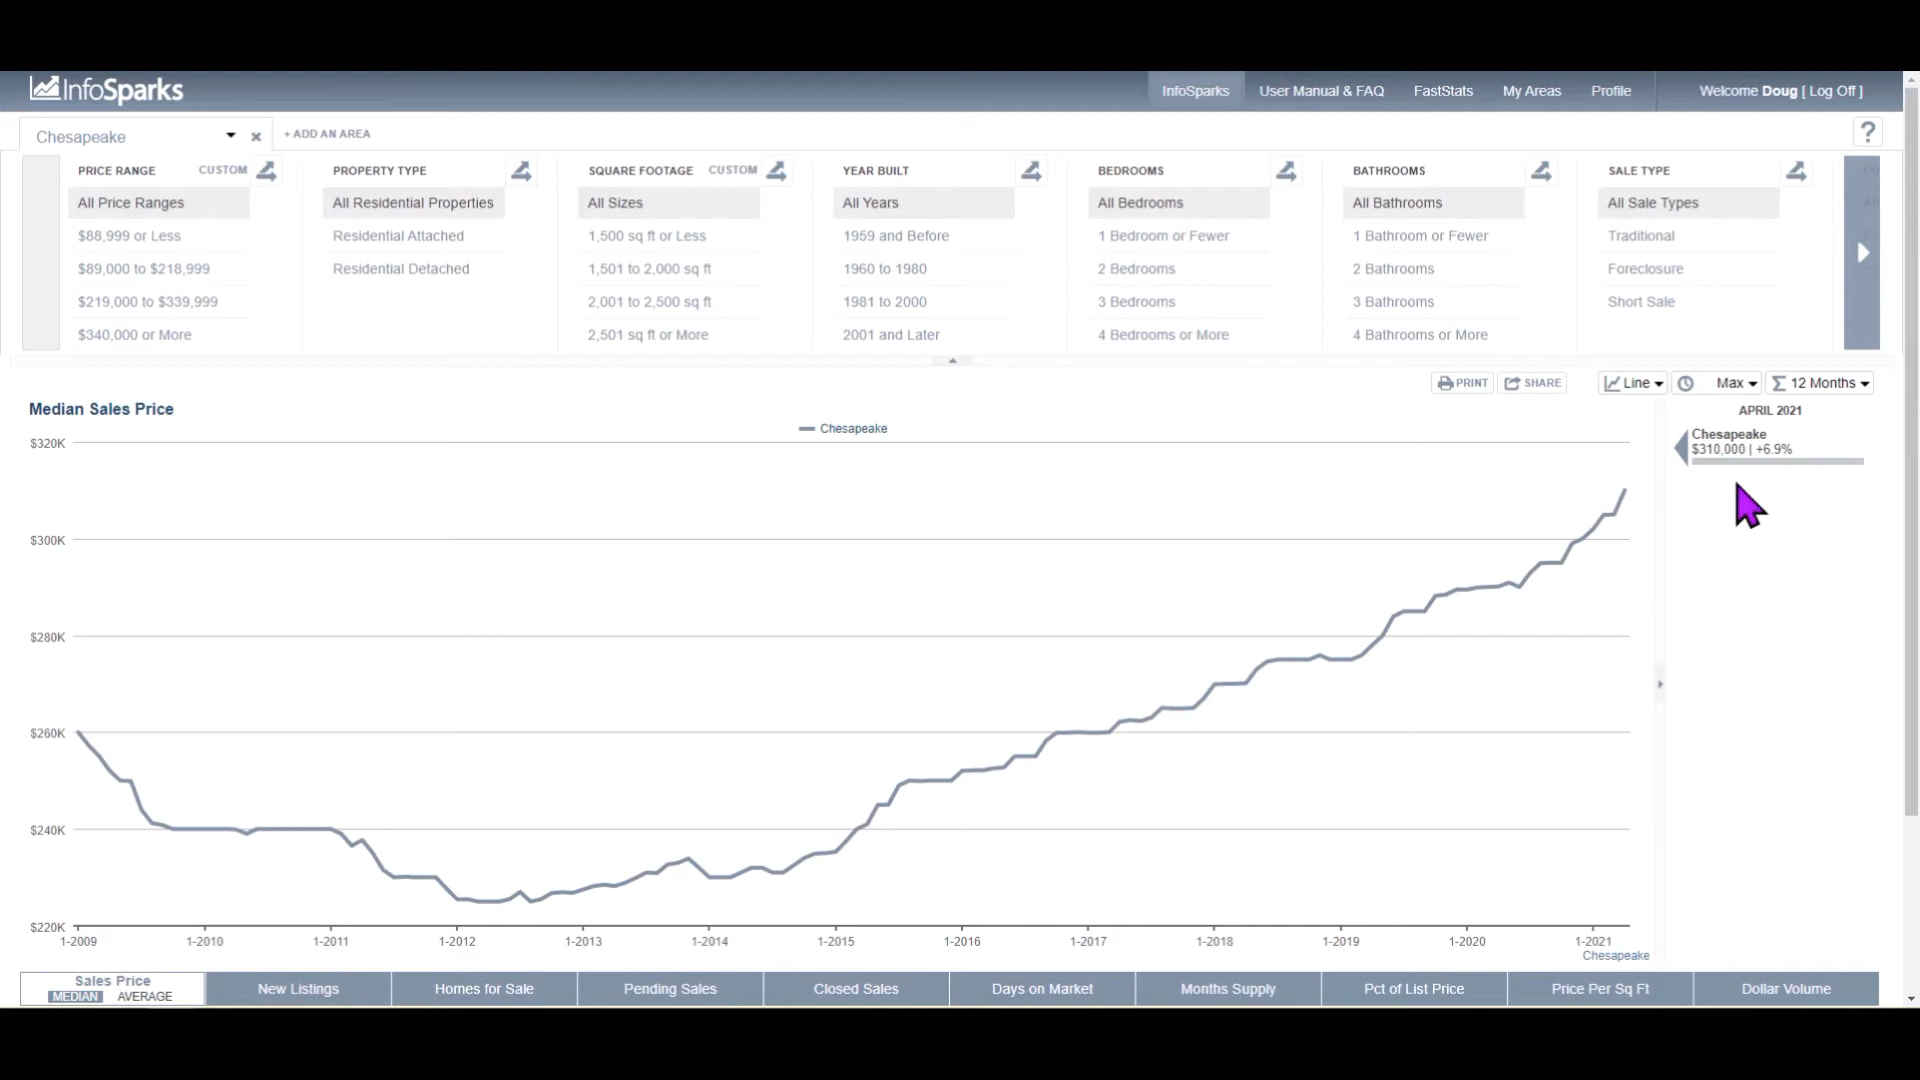 InfoSparks
InfoSparks User Manual & FAQ FastStats My Areas Profile Welcome Doug [ Log Off ]
Chesapeake + ADD AN AREA ?
PRICE RANGE CUSTOM
All Price Ranges
$88,999 or Less
$89,000 to $218,999
$219,000 to $339,999
$340,000 or More
PROPERTY TYPE
All Residential Properties
Residential Attached
Residential Detached
SQUARE FOOTAGE CUSTOM
All Sizes
1,500 sq ft or Less
1,501 to 2,000 sq ft
2,001 to 2,500 sq ft
2,501 sq ft or More
YEAR BUILT
All Years
1959 and Before
1960 to 1980
1981 to 2000
2001 and Later
BEDROOMS
All Bedrooms
1 Bedroom or Fewer
2 Bedrooms
3 Bedrooms
4 Bedrooms or More
BATHROOMS
All Bathrooms
1 Bathroom or Fewer
2 Bathrooms
3 Bathrooms
4 Bathrooms or More
SALE TYPE
All Sale Types
Traditional
Foreclosure
Short Sale
PRINT SHARE Line Max 12 Months
Median Sales Price
Chesapeake
APRIL 2021
Chesapeake
$310,000 | +6.9%
$320K
$300K
$280K
$260K
$240K
$220K
1-2009 1-2010 1-2011 1-2012 1-2013 1-2014 1-2015 1-2016 1-2017 1-2018 1-2019 1-2020 1-2021
Chesapeake
Sales Price
MEDIAN AVERAGE
New Listings
Homes for Sale
Pending Sales
Closed Sales
Days on Market
Months Supply
Pct of List Price
Price Per Sq Ft
Dollar Volume